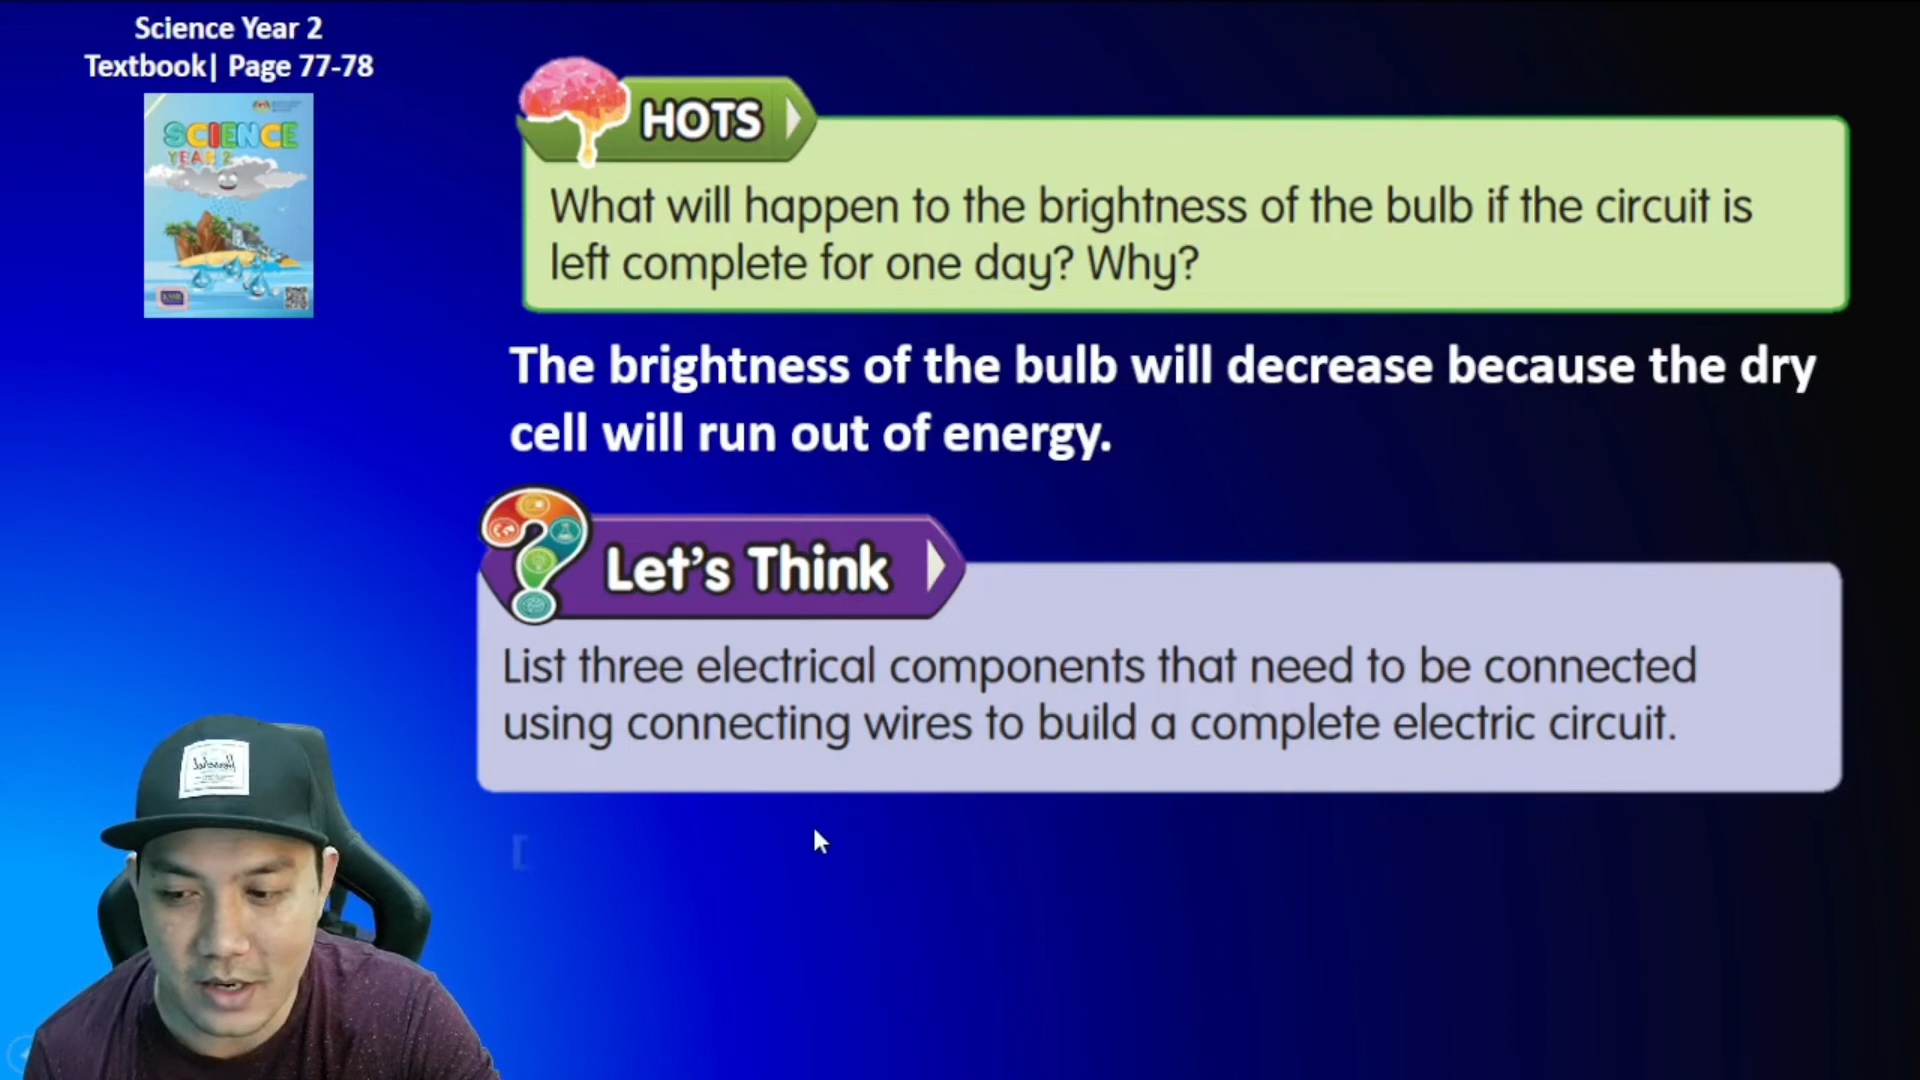 Science Year 2
Textbook| Page 77-78
SCIENCE
YEAR 2
HOTS
What will happen to the brightness of the bulb if the circuit is
left complete for one day? Why?
The brightness of the bulb will decrease because the dry
cell will run out of energy.
Let's Think
List three electrical components that need to be connected
using connecting wires to build a complete electric circuit.
Herschel